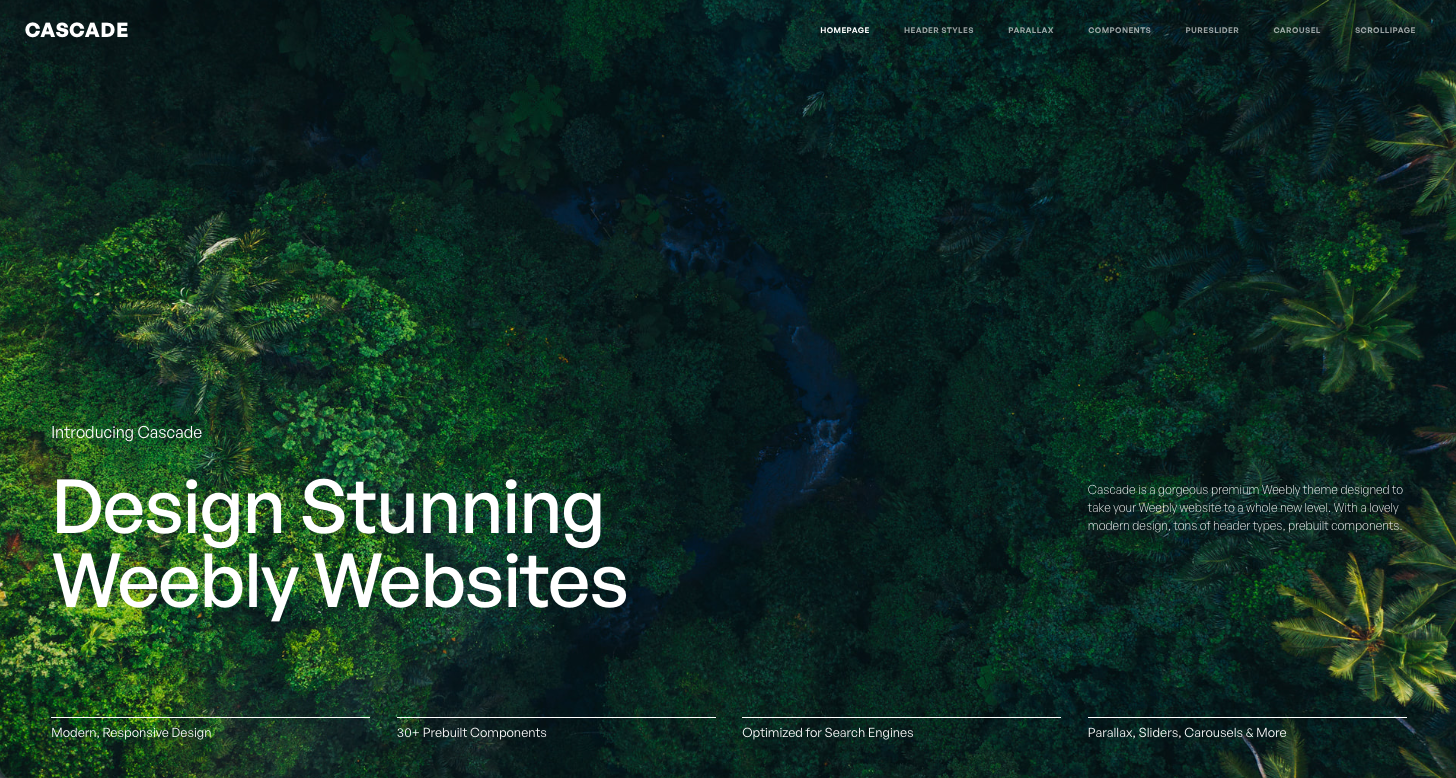 CASCADE
HOMEPAGE HEADER STYLES PARALLAX COMPONENTS PURESLIDER CAROUSEL SCROLLIPAGE
Introducing Cascade
Design Stunning
Weebly Websites
Cascade is a gorgeous premium Weebly theme designed to
take your Weebly website to a whole new level. With a lovely
modern design, tons of header types, prebuilt components.
Modern, Responsive Design
30+ Prebuilt Components
Optimized for Search Engines
Parallax, Sliders, Carousels & More